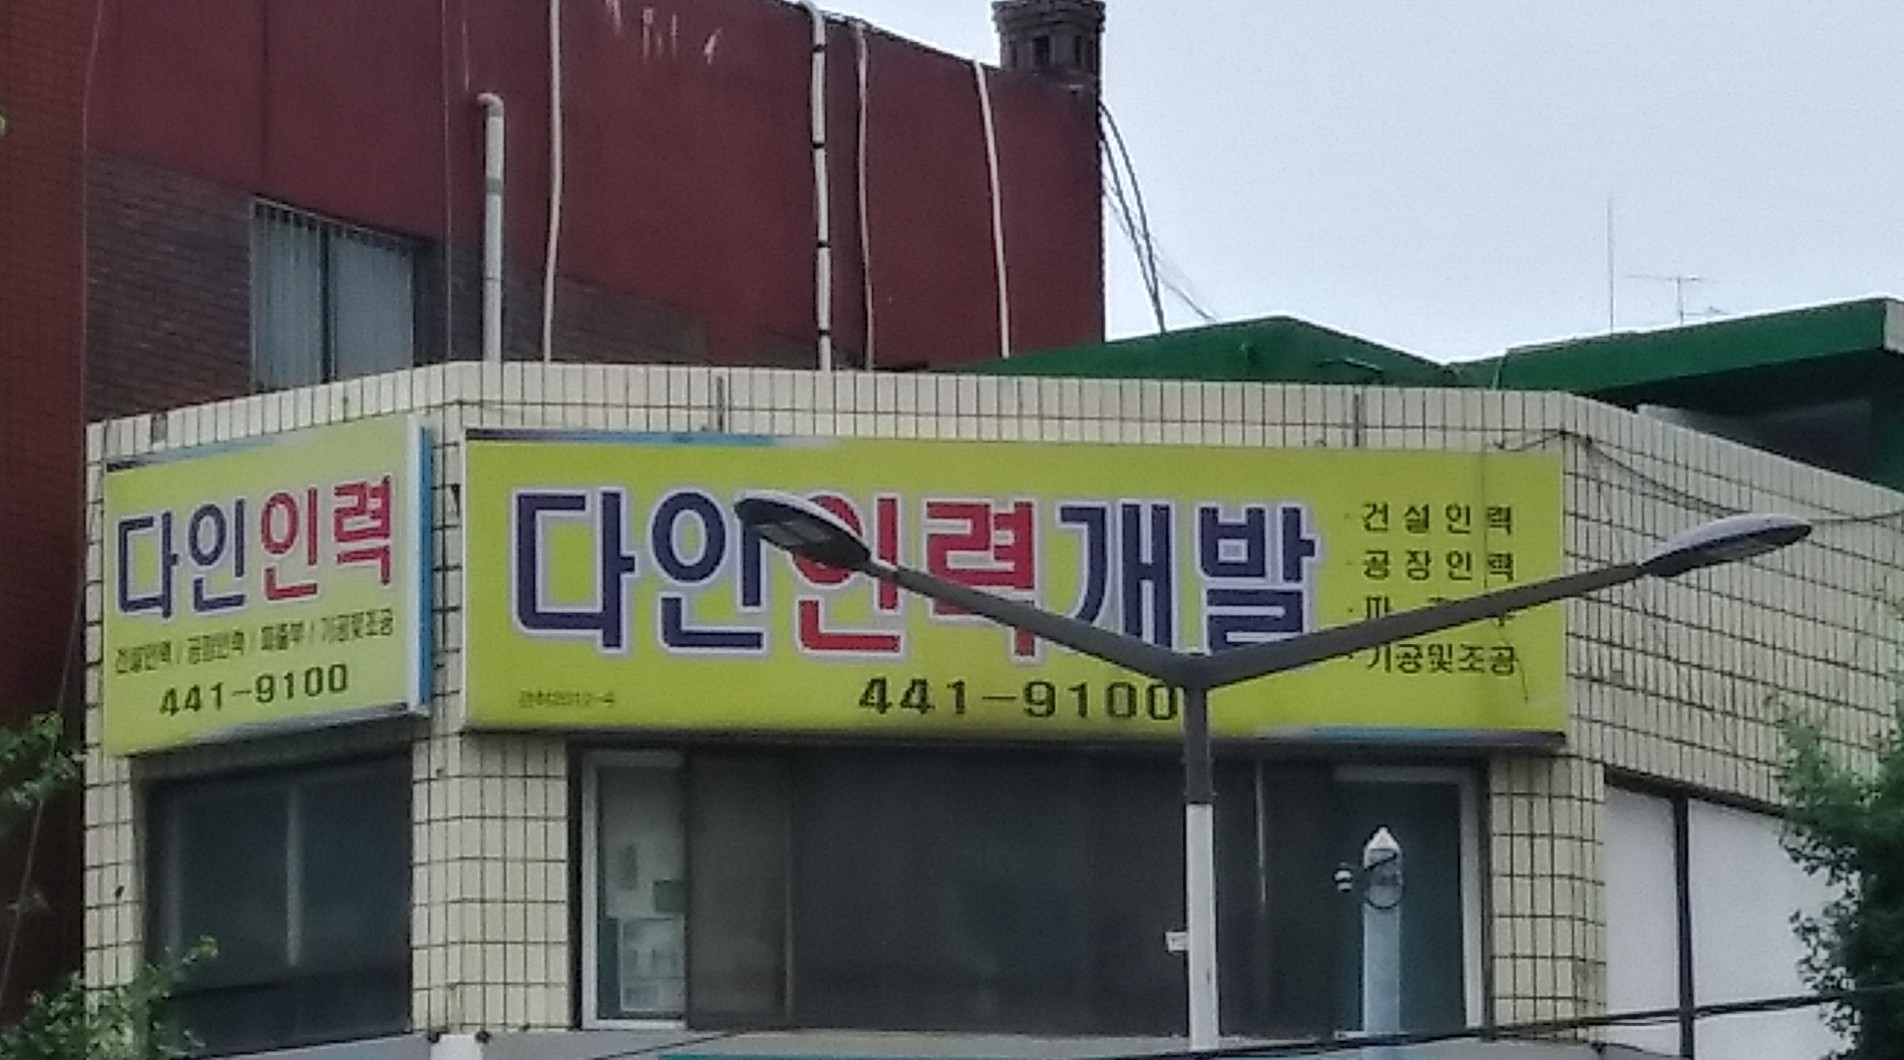 다인인력
건설인력 / 공장인력 / 파출부 / 기공및조공
441-9100
다인인력개발
· 건설인력
· 공장인력
· 기공및조공
441-9100